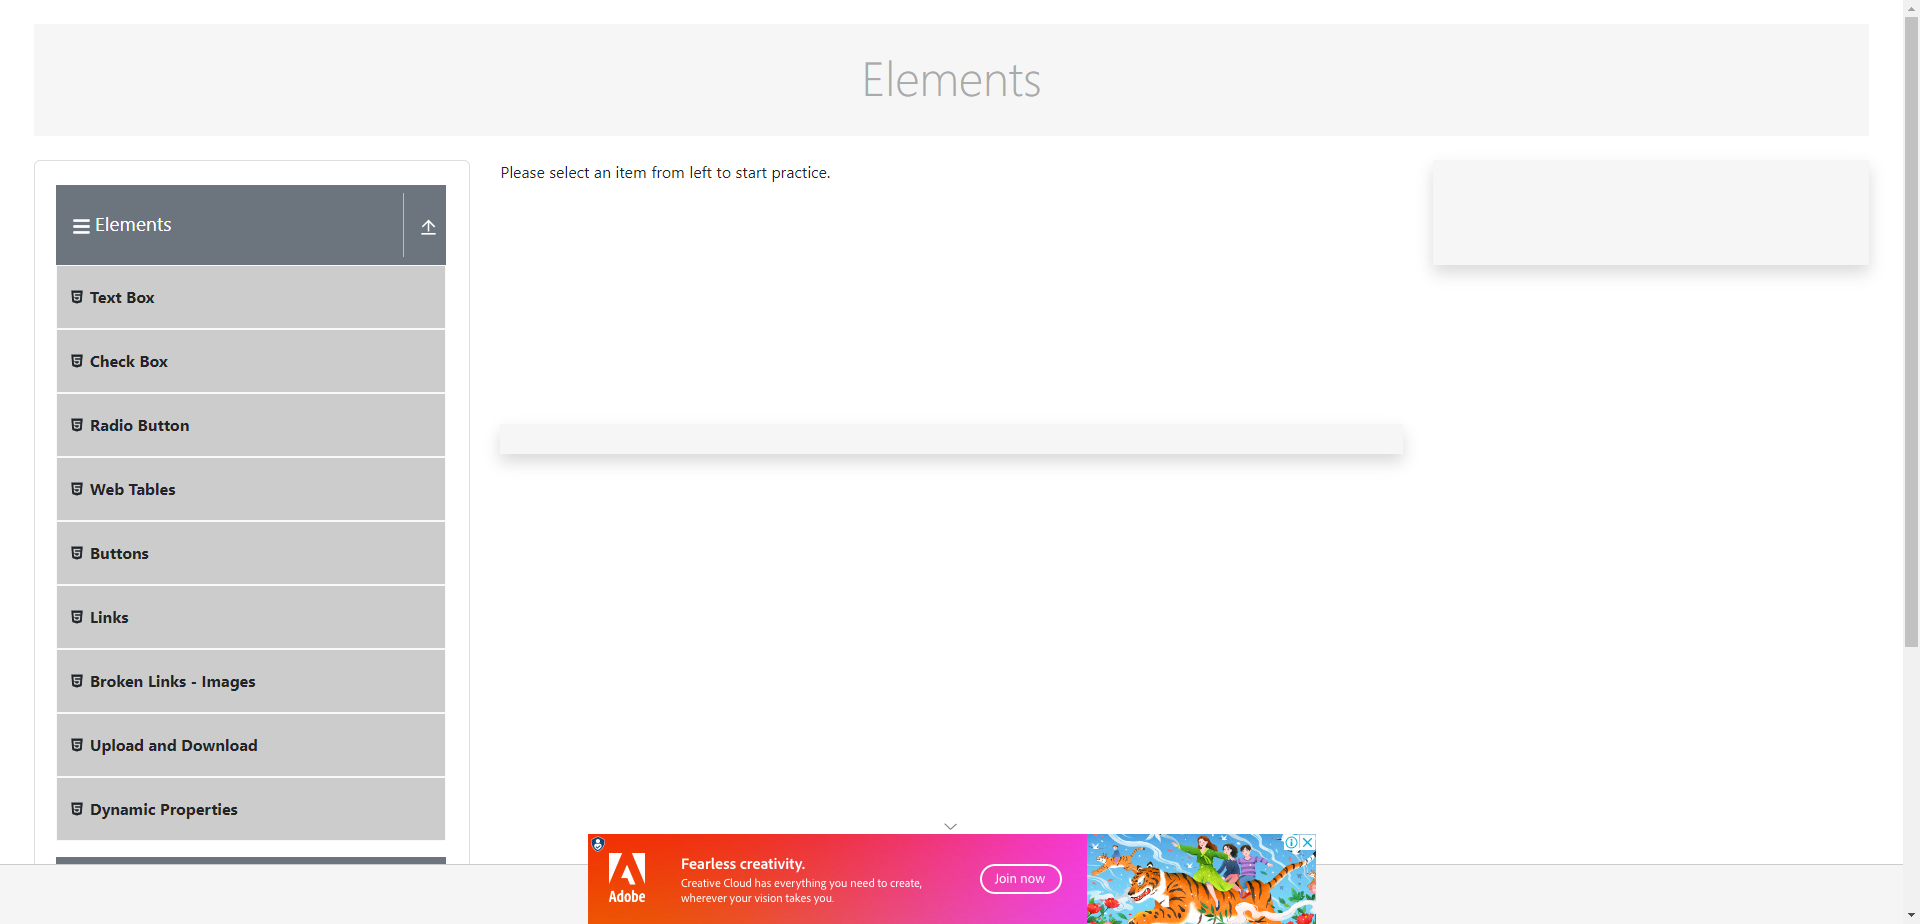 Elements
Please select an item from left to start practice.
Elements
Text Box
Check Box
Radio Button
Web Tables
Buttons
Links
Broken Links - Images
Upload and Download
Dynamic Properties
Adobe
Fearless creativity.
Creative Cloud has everything you need to create,
wherever your vision takes you.
Join now